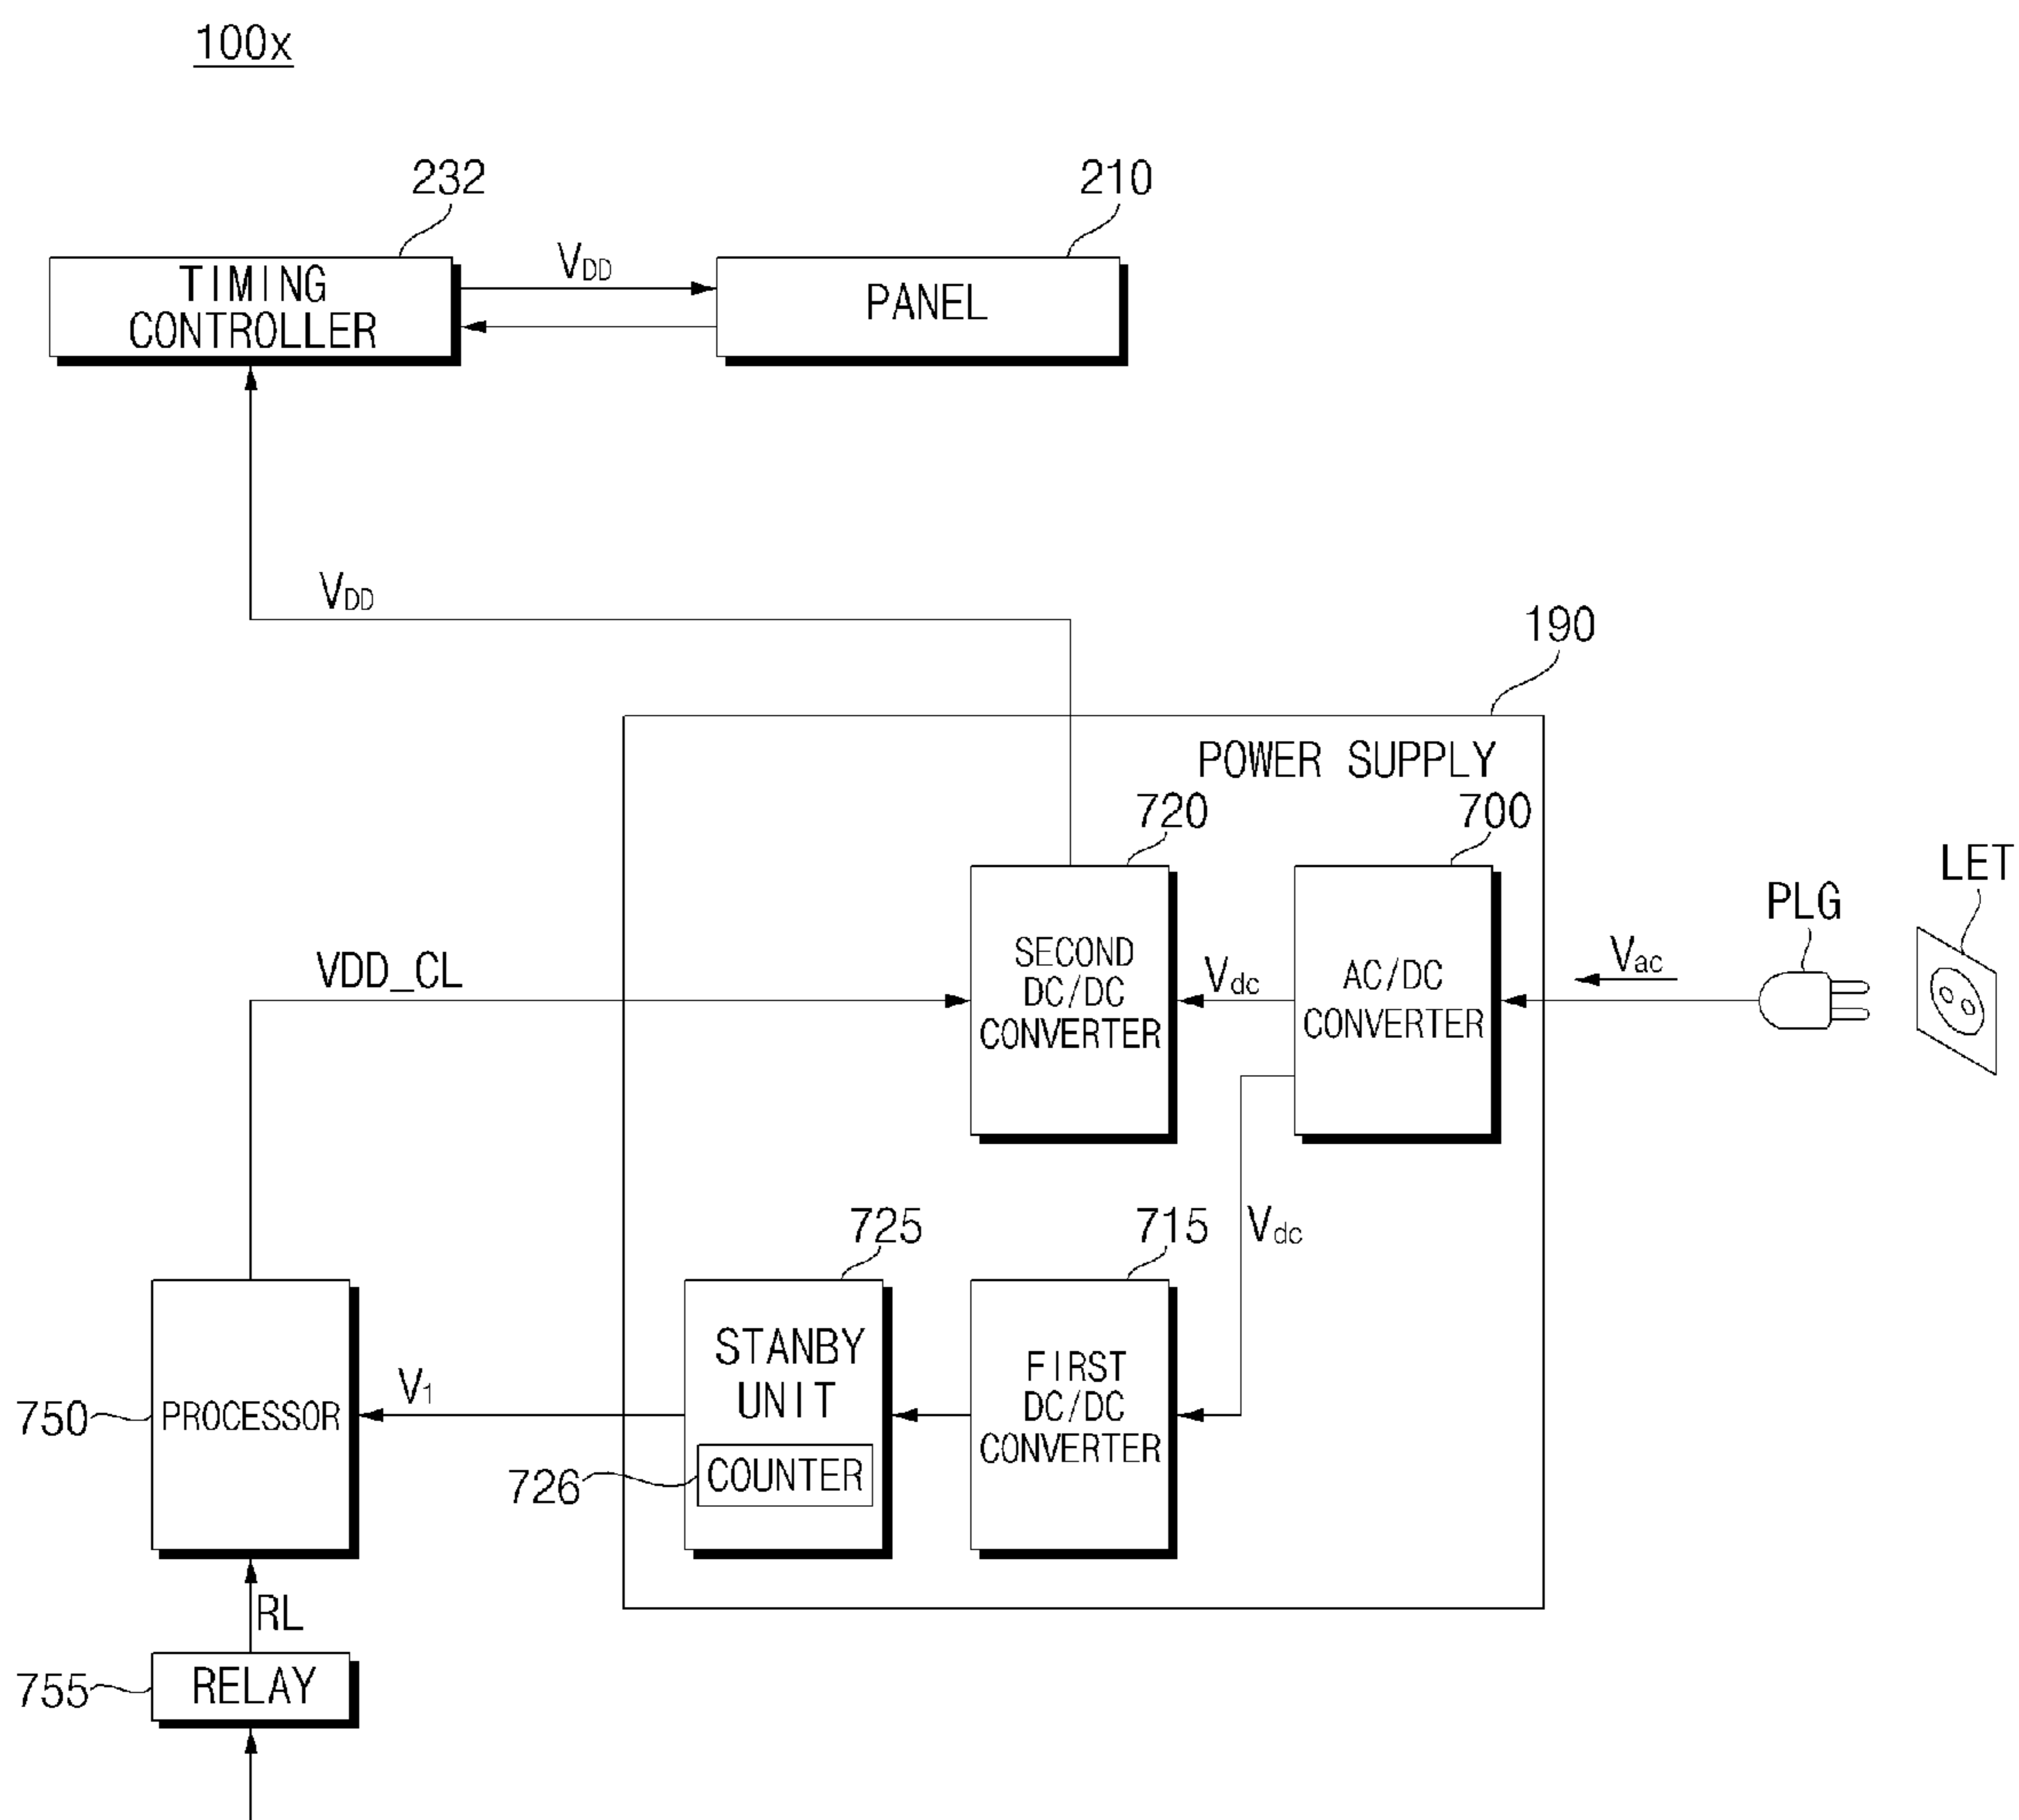 100x
232
210
TIMING
CONTROLLER
VDD
PANEL
VDD
190
POWER SUPPLY
720
700
LET
PLG
VDD_CL
SECOND
DC/DC
CONVERTER
Vdc
AC/DC
CONVERTER
Vac
725
715
Vdc
STANBY
UNIT
FIRST
DC/DC
CONVERTER
750
PROCESSOR
V1
726
COUNTER
RL
755
RELAY